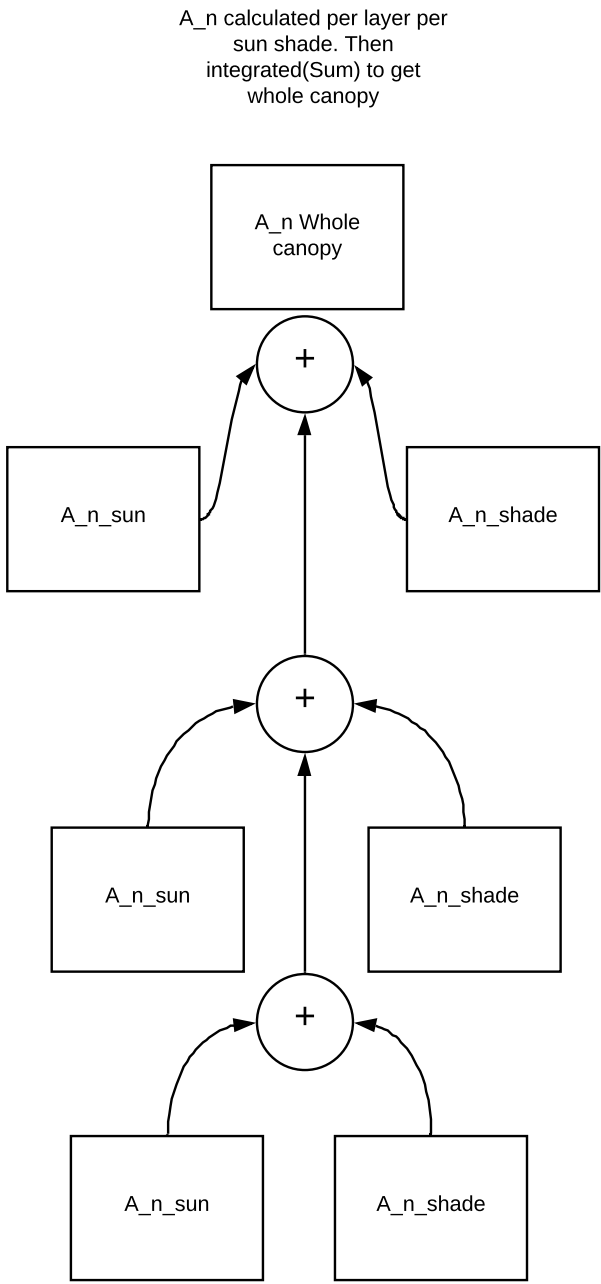 A_n calculated per layer per
sun shade. Then
integrated(Sum) to get
whole canopy
A_n Whole
canopy
+
A_n_sun
A_n_shade
+
A_n_sun
A_n_shade
+
A_n_sun
A_n_shade